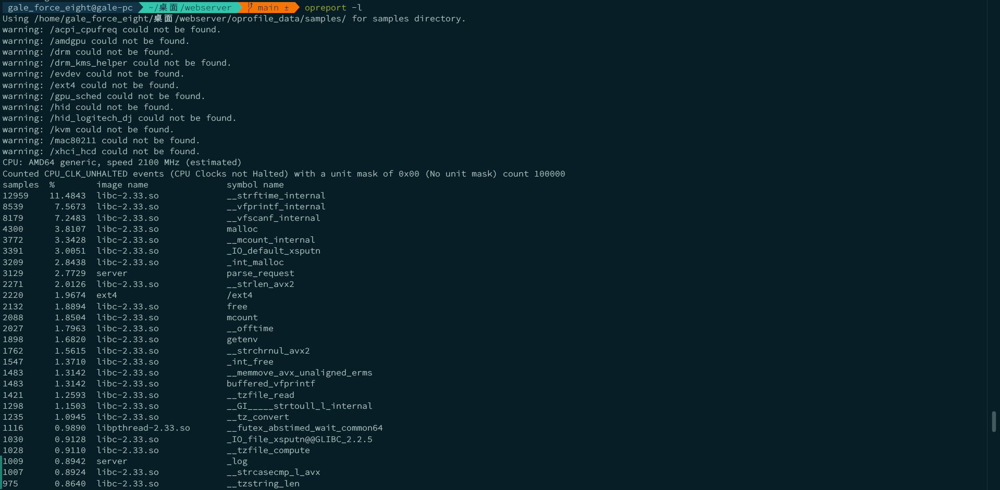 gale_force_eight@gale-pc ~/桌面/webserver main ± opreport -l
Using /home/gale_force_eight/桌面/webserver/oprofile_data/samples/ for samples directory.
warning: /acpi_cpufreq could not be found.
warning: /amdgpu could not be found.
warning: /drm could not be found.
warning: /drm_kms_helper could not be found.
warning: /evdev could not be found.
warning: /ext4 could not be found.
warning: /gpu_sched could not be found.
warning: /hid could not be found.
warning: /hid_logitech_dj could not be found.
warning: /kvm could not be found.
warning: /mac80211 could not be found.
warning: /xhci_hcd could not be found.
CPU: AMD64 generic, speed 2100 MHz (estimated)
Counted CPU_CLK_UNHALTED events (CPU Clocks not Halted) with a unit mask of 0x00 (No unit mask) count 100000
samples  %        image name               symbol name
12959    11.4843  libc-2.33.so             __strftime_internal
8539      7.5673  libc-2.33.so             __vfprintf_internal
8179      7.2483  libc-2.33.so             __vfscanf_internal
4300      3.8107  libc-2.33.so             malloc
3772      3.3428  libc-2.33.so             __mcount_internal
3391      3.0051  libc-2.33.so             _IO_default_xsputn
3209      2.8438  libc-2.33.so             _int_malloc
3129      2.7729  server                   parse_request
2271      2.0126  libc-2.33.so             __strlen_avx2
2220      1.9674  ext4                     /ext4
2132      1.8894  libc-2.33.so             free
2088      1.8504  libc-2.33.so             mcount
2027      1.7963  libc-2.33.so             __offtime
1898      1.6820  libc-2.33.so             getenv
1762      1.5615  libc-2.33.so             __strchrnul_avx2
1547      1.3710  libc-2.33.so             _int_free
1483      1.3142  libc-2.33.so             __memmove_avx_unaligned_erms
1483      1.3142  libc-2.33.so             buffered_vfprintf
1421      1.2593  libc-2.33.so             __tzfile_read
1298      1.1503  libc-2.33.so             __GI_____strtoull_l_internal
1235      1.0945  libc-2.33.so             __tz_convert
1116      0.9890  libpthread-2.33.so       __futex_abstimed_wait_common64
1030      0.9128  libc-2.33.so             _IO_file_xsputn@@GLIBC_2.2.5
1028      0.9110  libc-2.33.so             __tzfile_compute
1009      0.8942  server                   _log
1007      0.8924  libc-2.33.so             __strcasecmp_l_avx
975       0.8640  libc-2.33.so             __tzstring_len